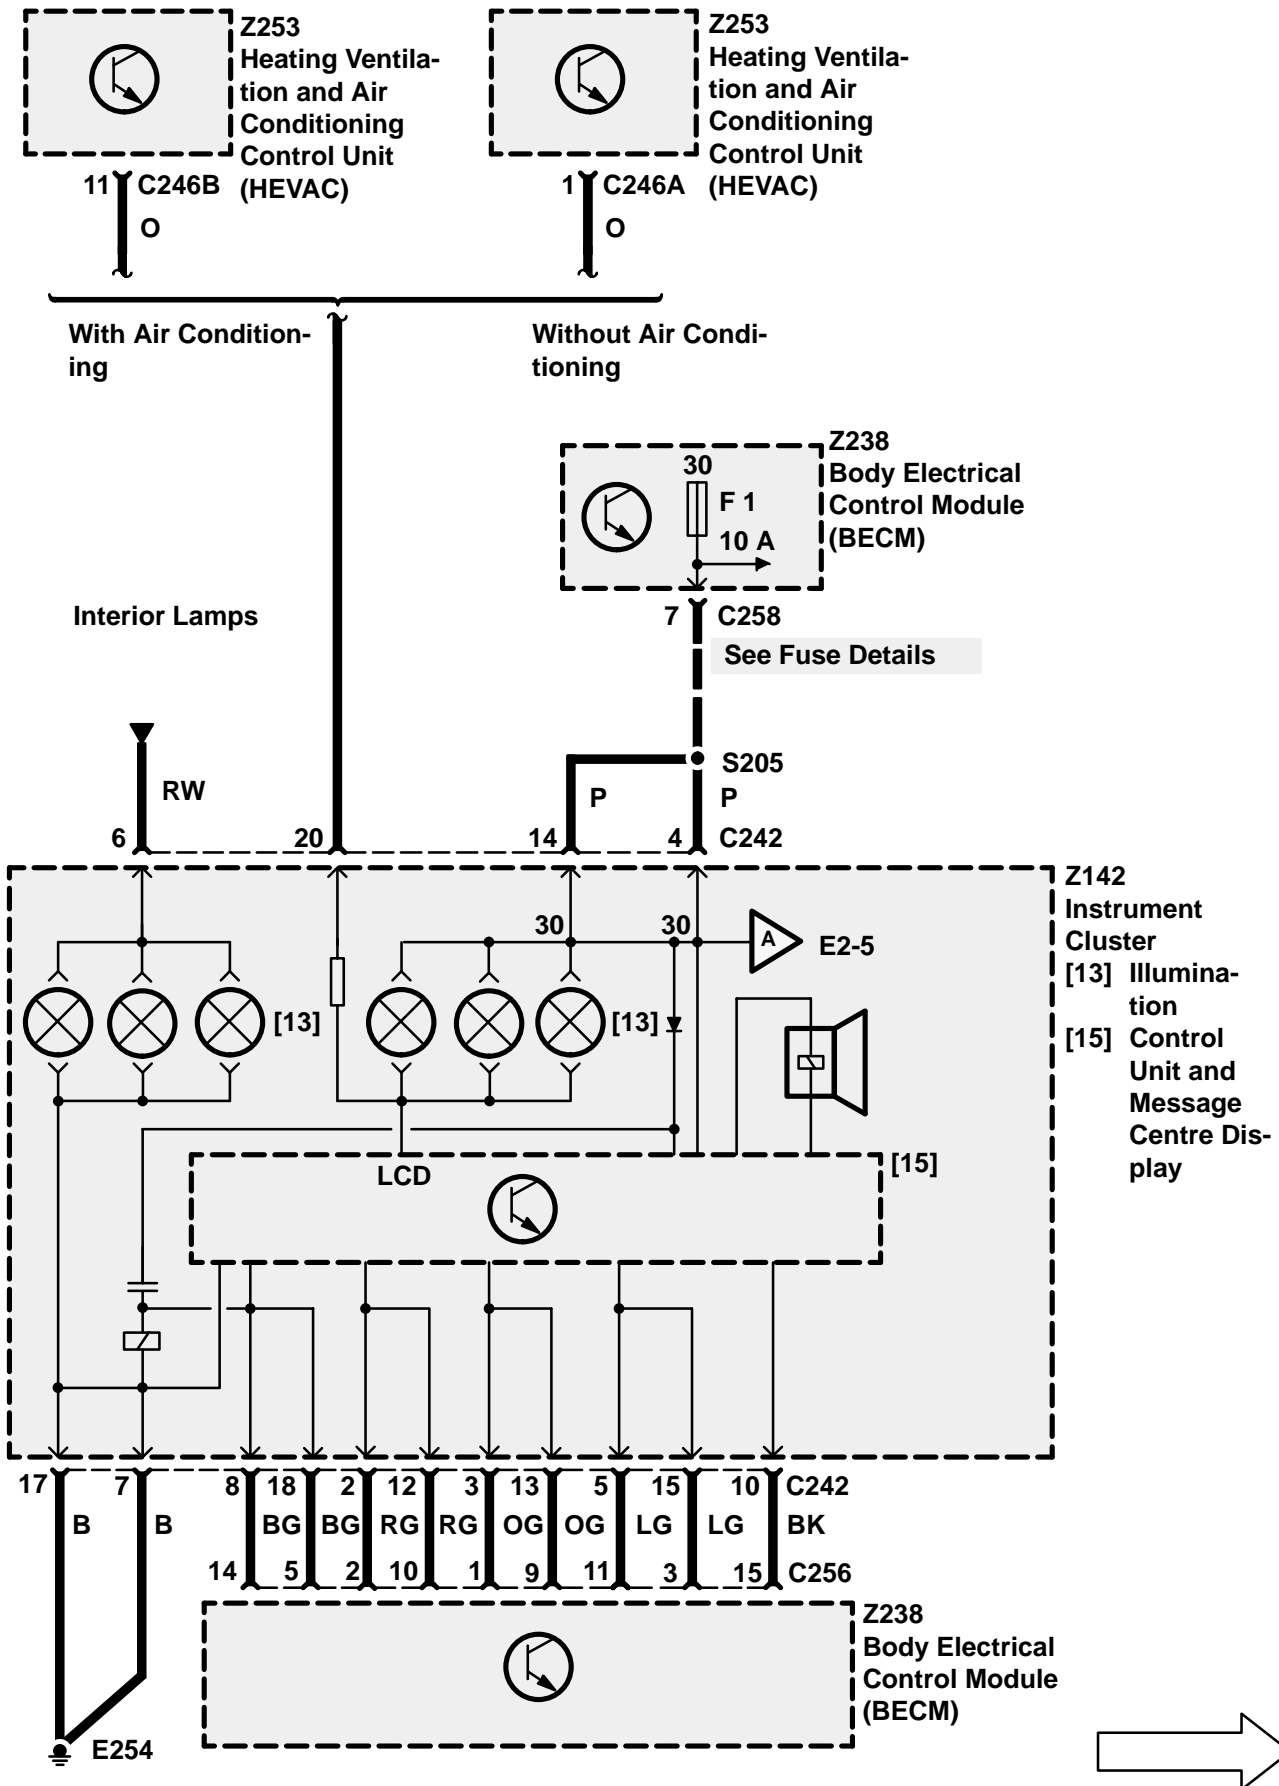 Z253
Heating Ventila-
tion and Air
Conditioning
Control Unit
(HEVAC)
Z253
Heating Ventila-
tion and Air
Conditioning
Control Unit
(HEVAC)
11 C246B
O
1 C246A
O
With Air Condition-
ing
Without Air Condi-
tioning
Z238
Body Electrical
Control Module
(BECM)
30
F 1
10 A
7 C258
See Fuse Details
Interior Lamps
S205
RW
P
P
6 20 14 4 C242
Z142
Instrument
Cluster
[13] Illumina-
tion
[15] Control
Unit and
Message
Centre Dis-
play
30 30 A E2-5
[13] [13]
LCD [15]
17 7 8 18 2 12 3 13 5 15 10 C242
B B BG BG RG RG OG OG LG LG BK
14 5 2 10 1 9 11 3 15 C256
Z238
Body Electrical
Control Module
(BECM)
E254